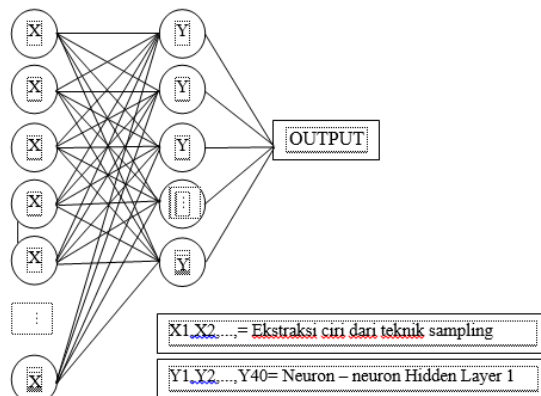 X
Y
X
Y
X
Y
OUTPUT
X
⋮
X
Y
⋮
X
X1,X2,...,= Ekstraksi ciri dari teknik sampling
Y1,Y2,...,Y40= Neuron – neuron Hidden Layer 1